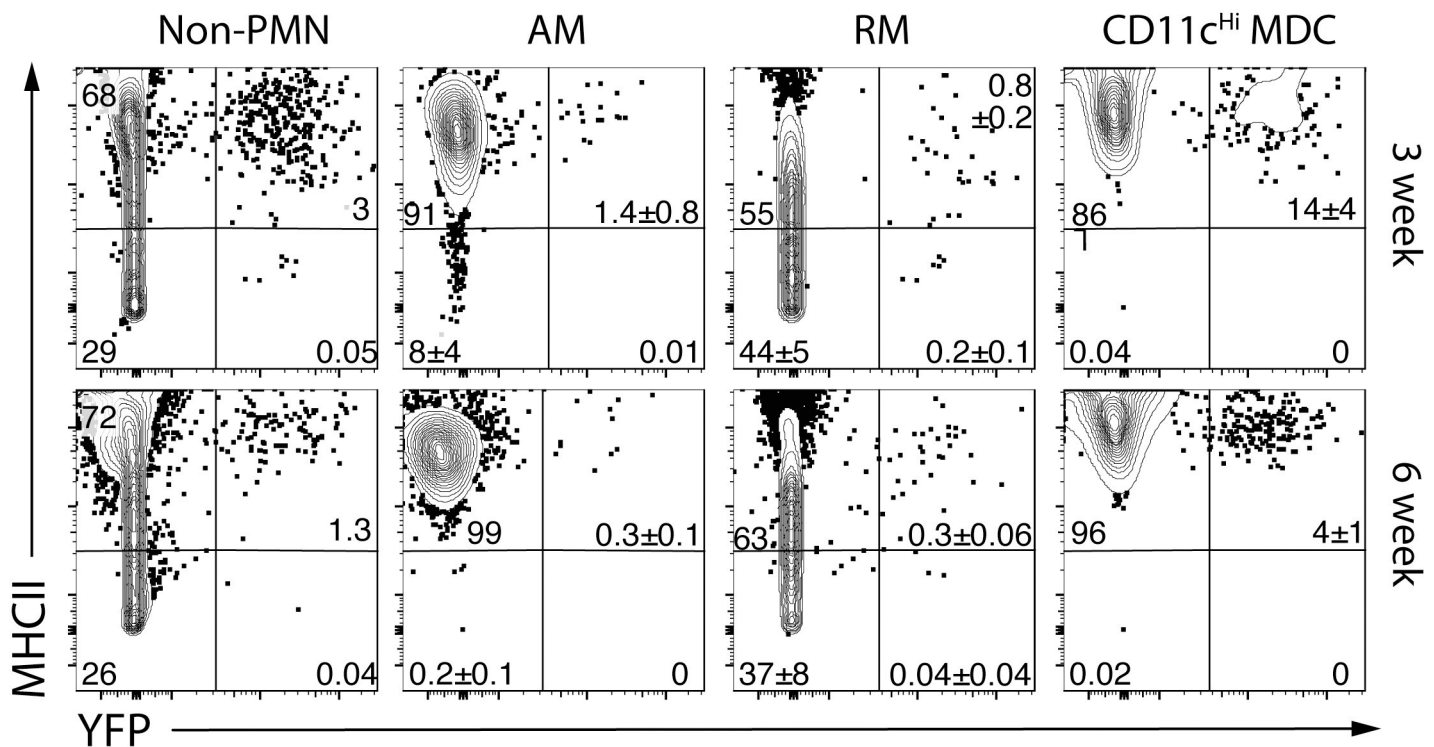 Non-PMN AM RM CD11cHi MDC
68 0.8
±0.2
3 91 1.4±0.8 55 86 14±4
29 0.05 8±4 0.01 44±5 0.2±0.1 0.04 0
3 week
72
1.3 99 0.3±0.1 63 0.3±0.06 96 4±1
26 0.04 0.2±0.1 0 37±8 0.04±0.04 0.02 0
6 week
MHCII
YFP